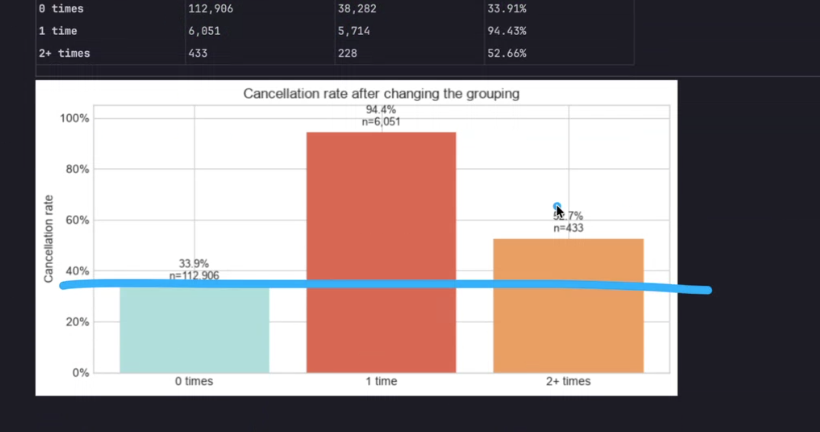 0 times 112,906 38,282 33.91%
1 time 6,051 5,714 94.43%
2+ times 433 228 52.66%
Cancellation rate after changing the grouping
94.4%
n=6,051
100%
80%
60%
40%
20%
0%
Cancellation rate
33.9%
n=112,906
52.7%
n=433
0 times 1 time 2+ times